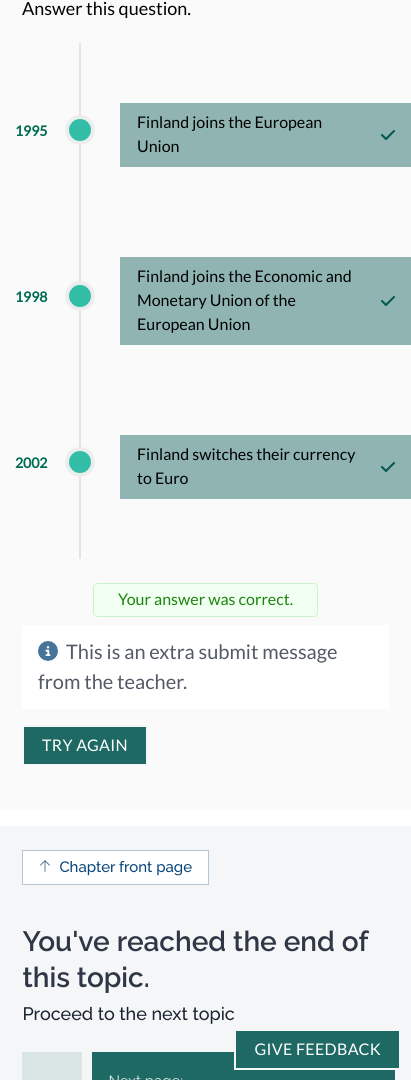 Answer this question.
1995
Finland joins the European
Union
1998
Finland joins the Economic and
Monetary Union of the
European Union
2002
Finland switches their currency
to Euro
Your answer was correct.
This is an extra submit message
from the teacher.
TRY AGAIN
↑ Chapter front page
You've reached the end of
this topic.
Proceed to the next topic
GIVE FEEDBACK
Next page: